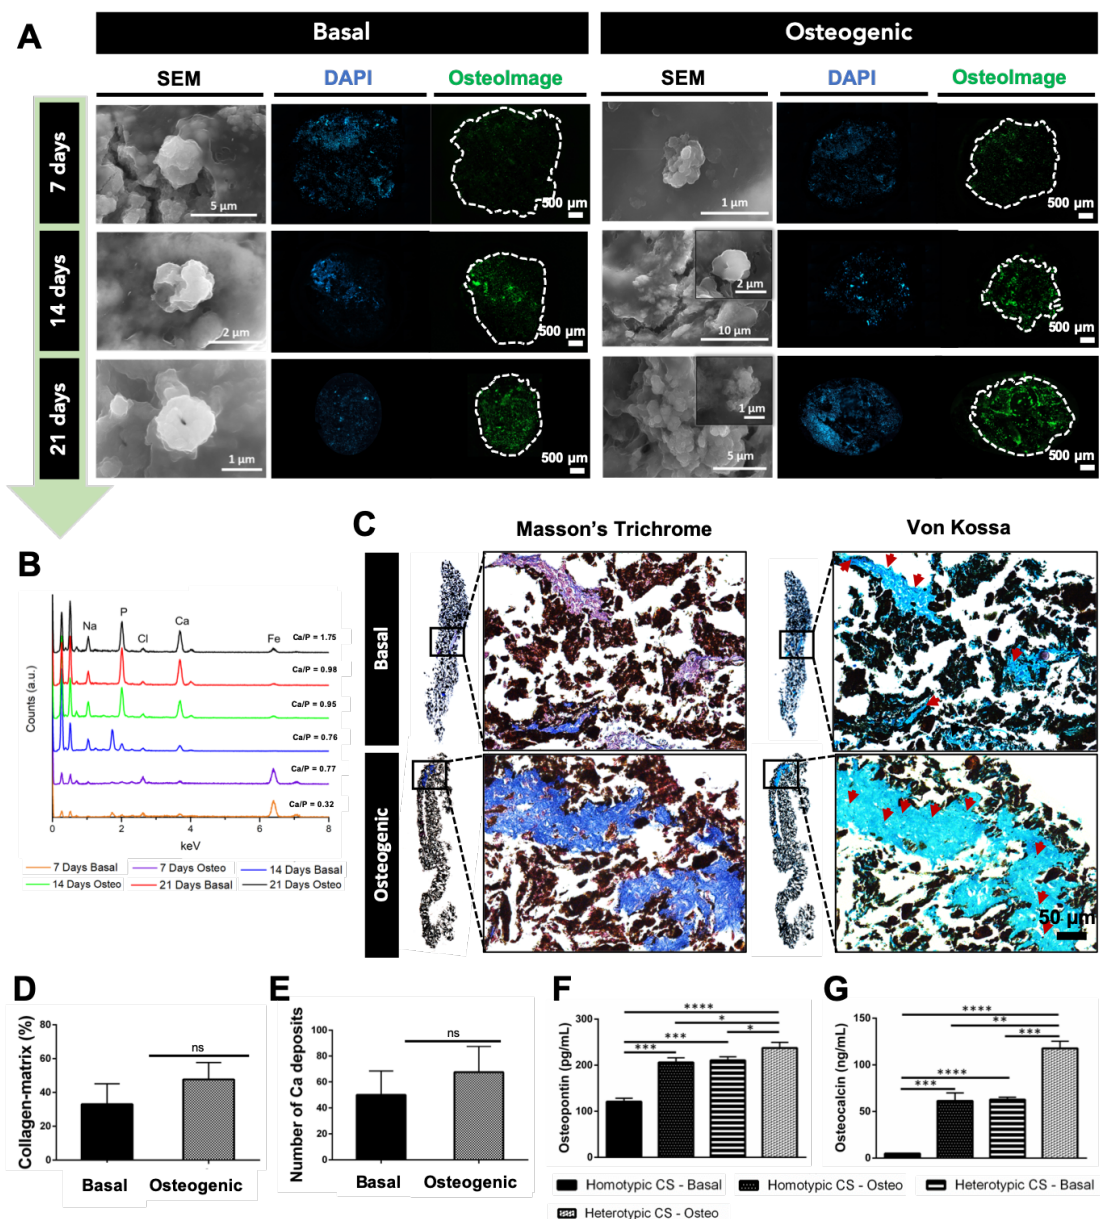 A
Basal
Osteogenic
SEM
DAPI
OsteoImage
SEM
DAPI
OsteoImage
7 days
5 µm
500 µm
1 µm
500 µm
14 days
2 µm
500 µm
2 µm
10 µm
500 µm
21 days
1 µm
500 µm
1 µm
5 µm
500 µm
B
Counts (a.u.)
Na
P
Cl
Ca
Fe
Ca/P = 1.75
Ca/P = 0.98
Ca/P = 0.95
Ca/P = 0.76
Ca/P = 0.77
Ca/P = 0.32
0 2 4 6 8
keV
7 Days Basal
7 Days Osteo
14 Days Basal
14 Days Osteo
21 Days Basal
21 Days Osteo
C
Masson's Trichrome
Von Kossa
Basal
Osteogenic
50 µm
D
Collagen-matrix (%)
80
60
40
20
0
ns
Basal
Osteogenic
E
Number of Ca deposits
100
80
60
40
20
0
ns
Basal
Osteogenic
F
Osteopontin (pg/mL)
300
200
100
0
****
*
***
*
***
G
Osteocalcin (ng/mL)
150
100
50
0
****
**
***
****
***
Homotypic CS - Basal
Homotypic CS - Osteo
Heterotypic CS - Basal
Heterotypic CS - Osteo